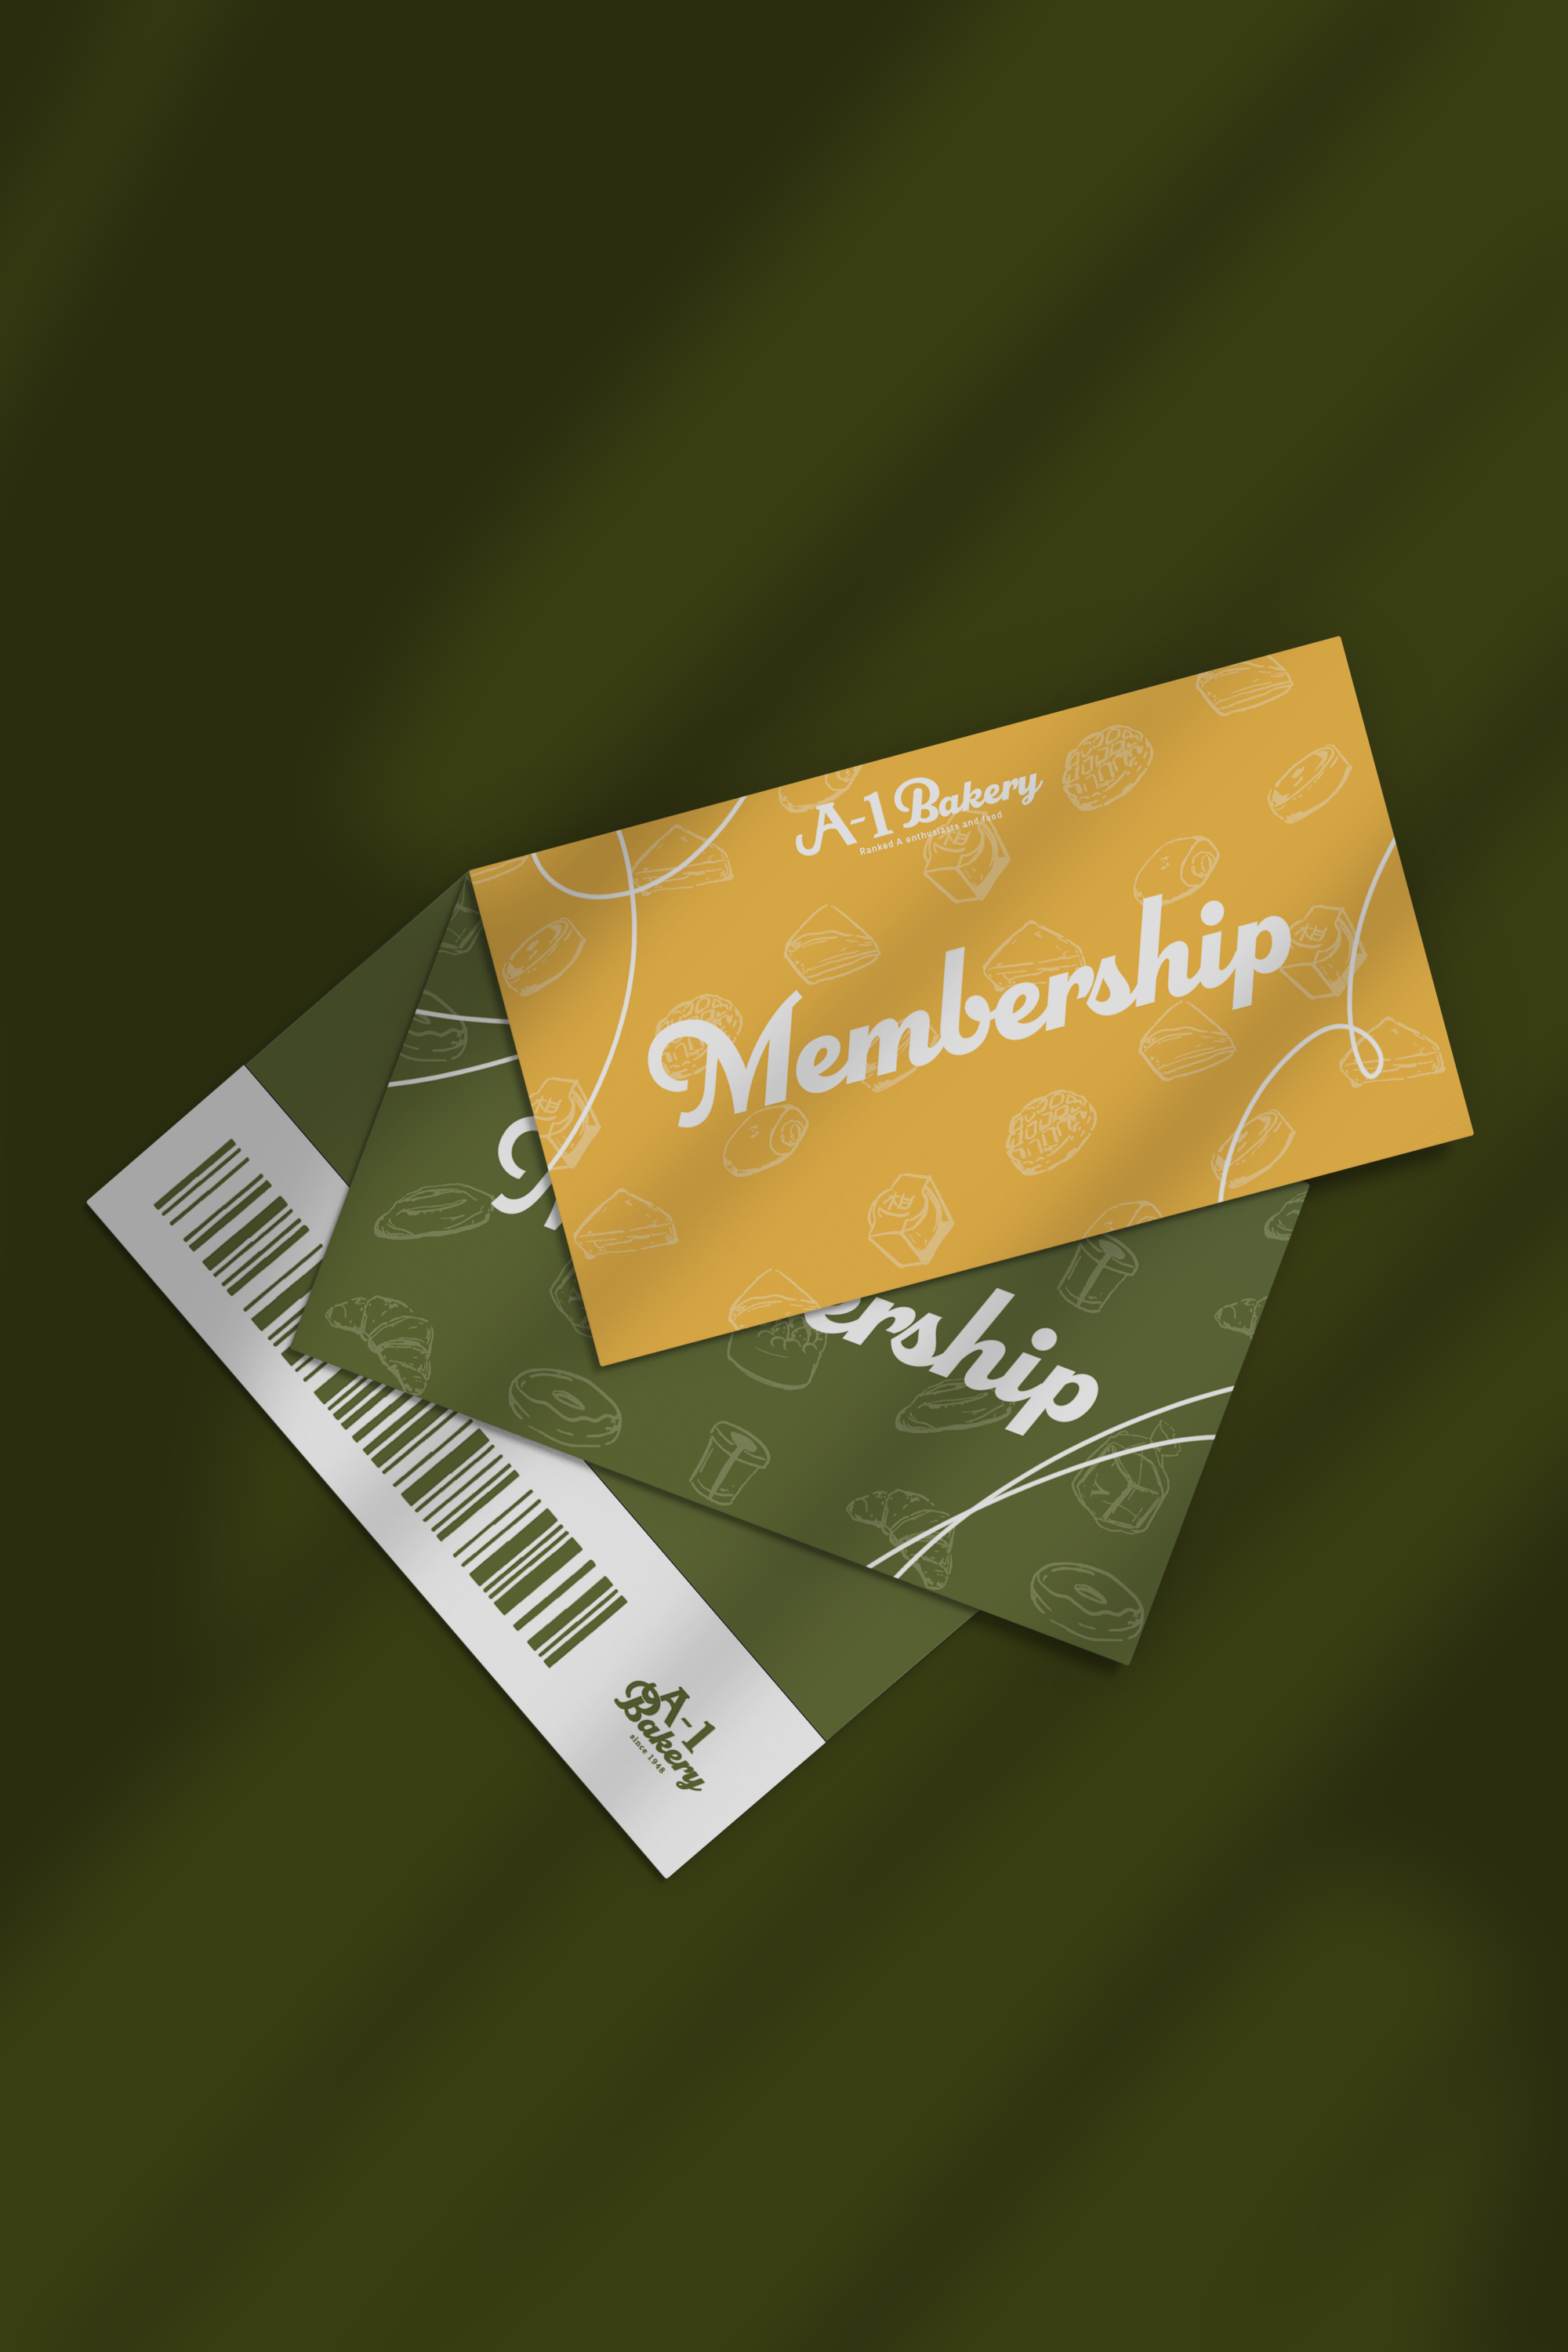 A-1 Bakery
Ranked A enthusiasts and food
Membership
ership
A-1
Bakery
since 1948